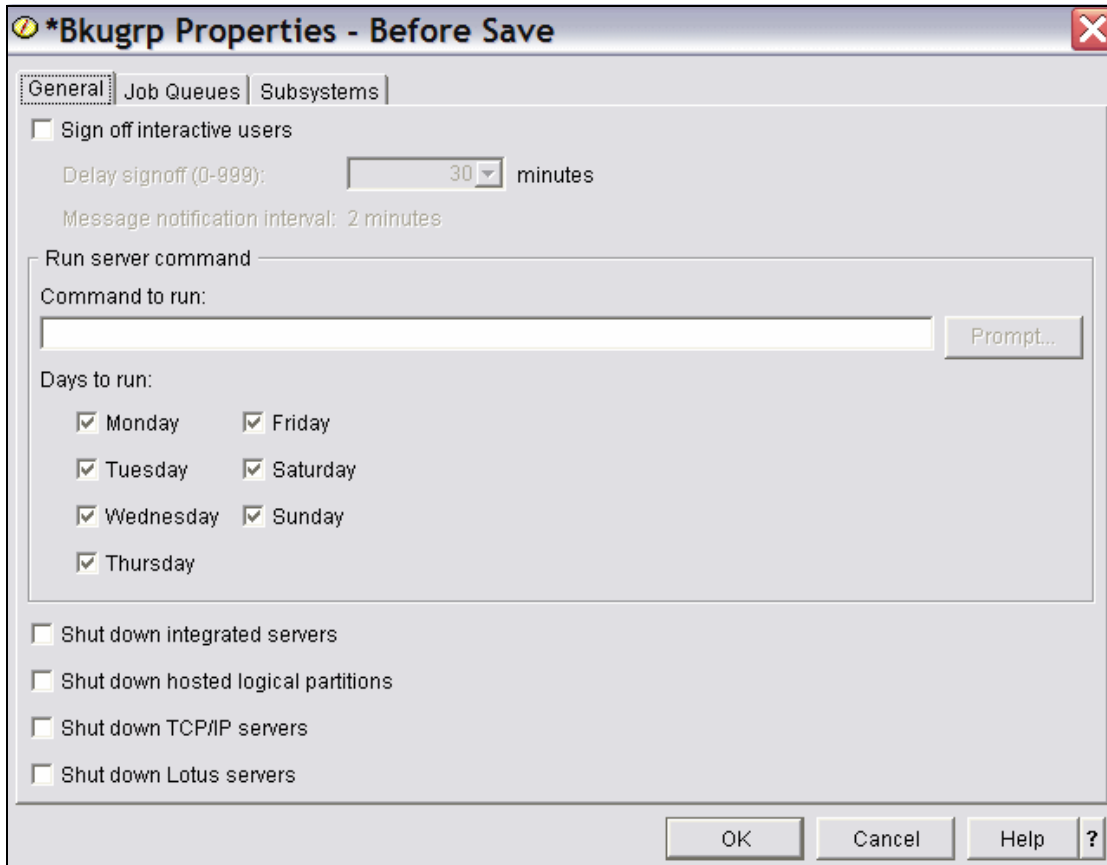 *Bkugrp Properties - Before Save
General Job Queues Subsystems
Sign off interactive users
Delay signoff (0-999): 30 minutes
Message notification interval: 2 minutes
Run server command
Command to run:
Prompt...
Days to run:
Monday Friday
Tuesday Saturday
Wednesday Sunday
Thursday
Shut down integrated servers
Shut down hosted logical partitions
Shut down TCP/IP servers
Shut down Lotus servers
OK Cancel Help ?